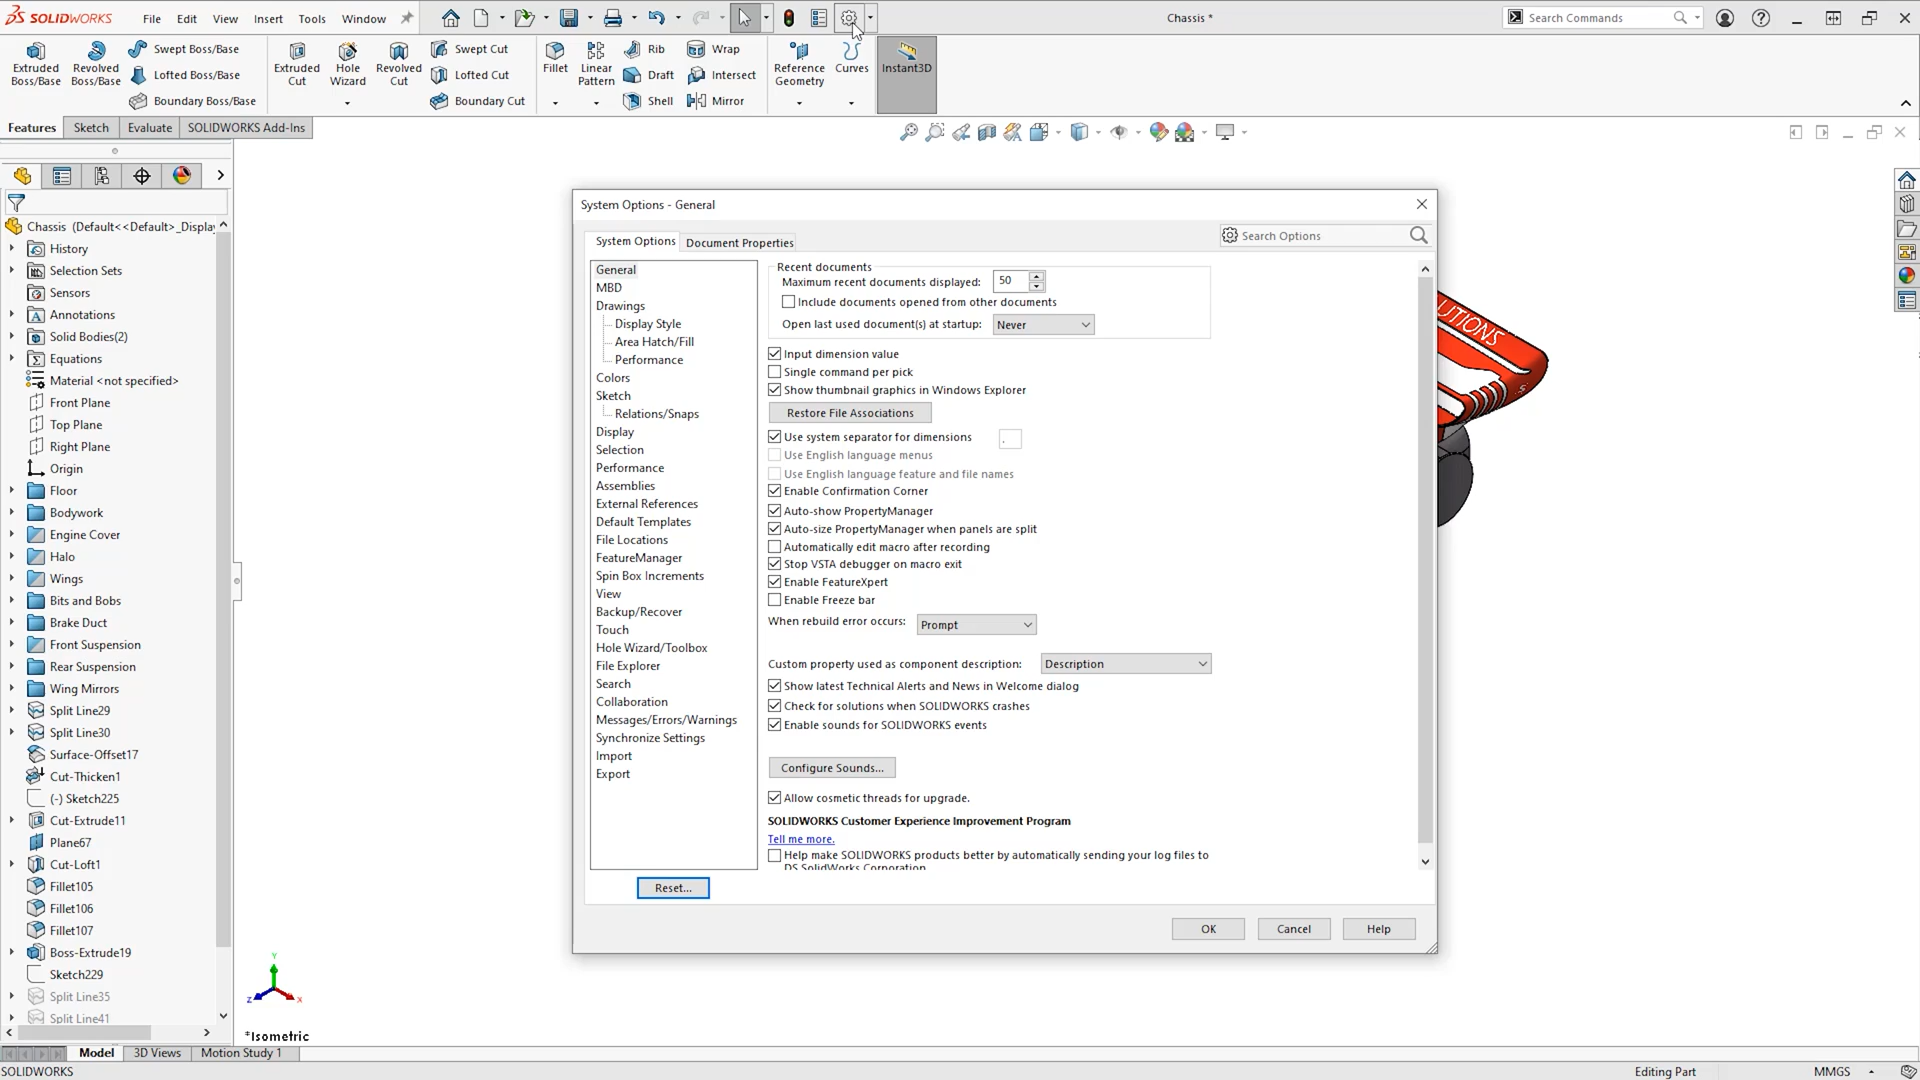 SOLIDWORKS File Edit View Insert Tools Window Chassis * Search Commands
Extruded Boss/Base
Revolved Boss/Base
Swept Boss/Base
Lofted Boss/Base
Boundary Boss/Base
Extruded Cut
Hole Wizard
Revolved Cut
Swept Cut
Lofted Cut
Boundary Cut
Fillet
Linear Pattern
Rib
Draft
Shell
Wrap
Intersect
Mirror
Reference Geometry
Curves
Instant3D
Features Sketch Evaluate SOLIDWORKS Add-Ins
Chassis (Default<<Default>_Display
History
Selection Sets
Sensors
Annotations
Solid Bodies(2)
Equations
Material <not specified>
Front Plane
Top Plane
Right Plane
Origin
Floor
Bodywork
Engine Cover
Halo
Wings
Bits and Bobs
Brake Duct
Front Suspension
Rear Suspension
Wing Mirrors
Split Line29
Split Line30
Surface-Offset17
Cut-Thicken1
(-) Sketch225
Cut-Extrude11
Plane67
Cut-Loft1
Fillet105
Fillet106
Fillet107
Boss-Extrude19
Sketch229
Split Line35
Split Line41
System Options - General
System Options Document Properties
Search Options
General
MBD
Drawings
Display Style
Area Hatch/Fill
Performance
Colors
Sketch
Relations/Snaps
Display
Selection
Performance
Assemblies
External References
Default Templates
File Locations
FeatureManager
Spin Box Increments
View
Backup/Recover
Touch
Hole Wizard/Toolbox
File Explorer
Search
Collaboration
Messages/Errors/Warnings
Synchronize Settings
Import
Export
Reset...
Recent documents
Maximum recent documents displayed: 50
Include documents opened from other documents
Open last used document(s) at startup: Never
Input dimension value
Single command per pick
Show thumbnail graphics in Windows Explorer
Restore File Associations
Use system separator for dimensions .
Use English language menus
Use English language feature and file names
Enable Confirmation Corner
Auto-show PropertyManager
Auto-size PropertyManager when panels are split
Automatically edit macro after recording
Stop VSTA debugger on macro exit
Enable FeatureXpert
Enable Freeze bar
When rebuild error occurs: Prompt
Custom property used as component description: Description
Show latest Technical Alerts and News in Welcome dialog
Check for solutions when SOLIDWORKS crashes
Enable sounds for SOLIDWORKS events
Configure Sounds...
Allow cosmetic threads for upgrade.
SOLIDWORKS Customer Experience Improvement Program
Tell me more.
Help make SOLIDWORKS products better by automatically sending your log files to
DS SolidWorks Corporation
OK Cancel Help
UTIONS
Y
Z
X
*Isometric
Model 3D Views Motion Study 1
SOLIDWORKS Editing Part MMGS